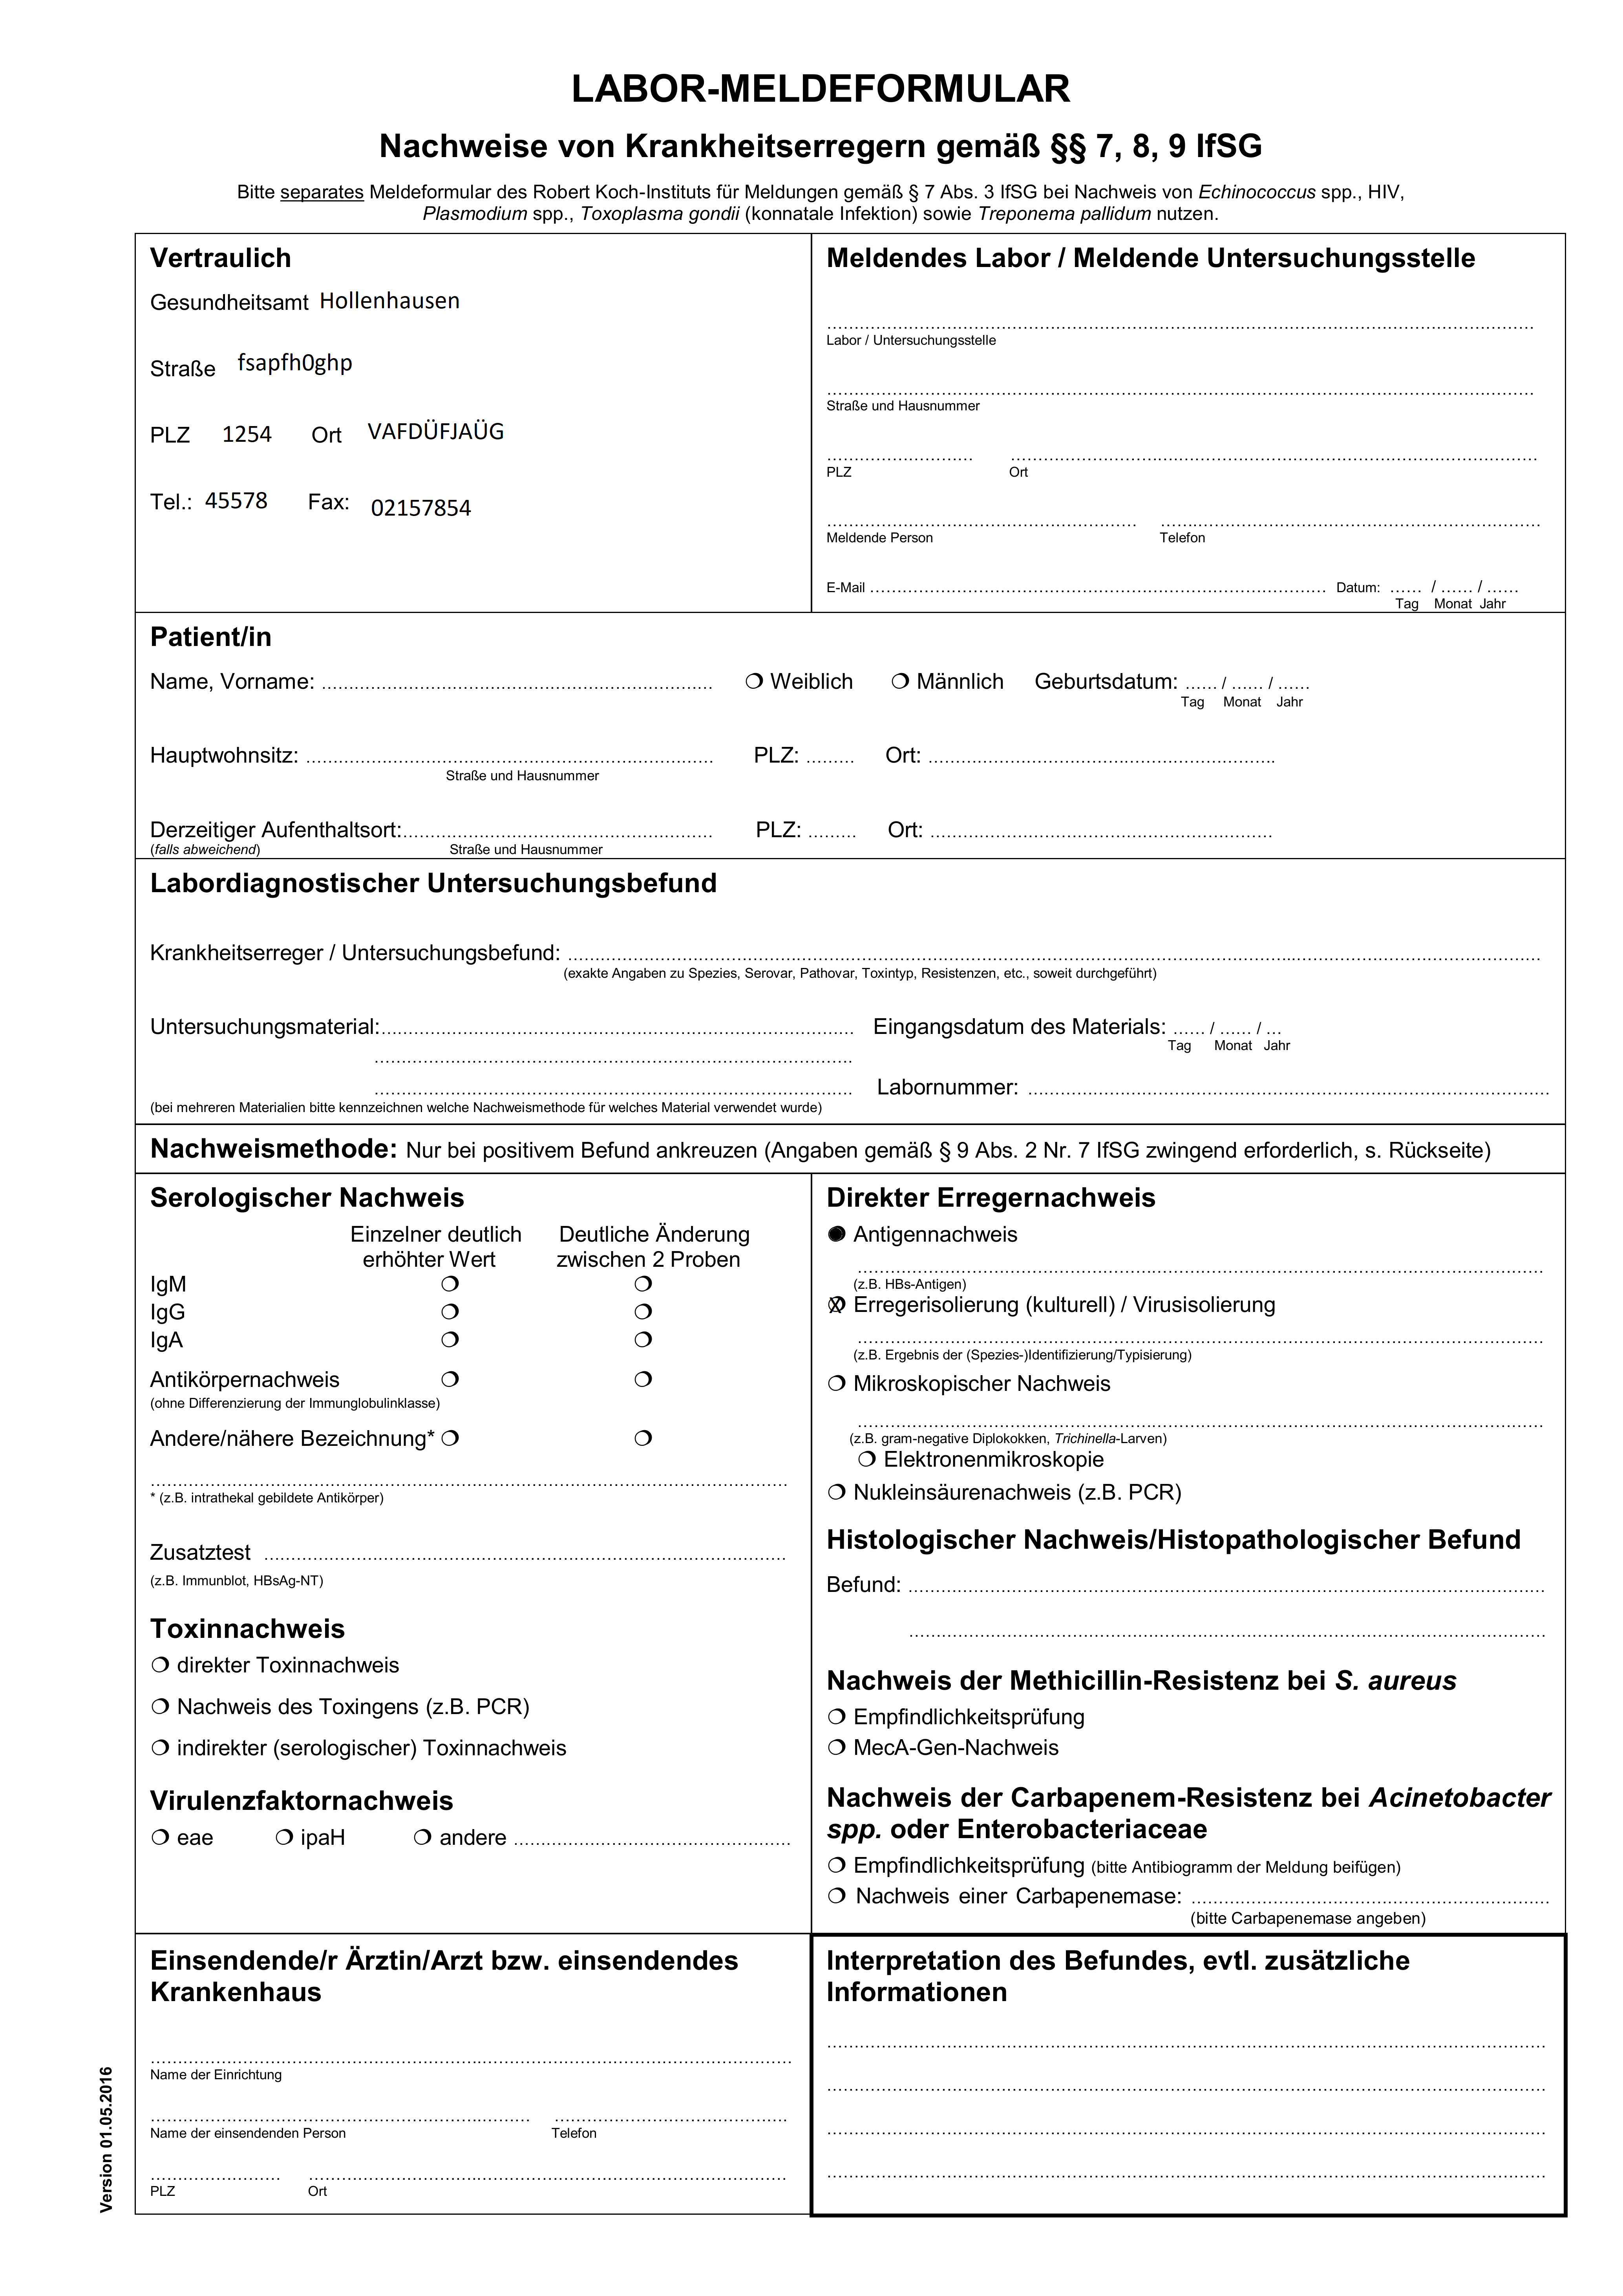 LABOR-MELDEFORMULAR
Nachweise von Krankheitserregern gemäß §§ 7, 8, 9 IfSG
Bitte separates Meldeformular des Robert Koch-Instituts für Meldungen gemäß § 7 Abs. 3 IfSG bei Nachweis von Echinococcus spp., HIV,
Plasmodium spp., Toxoplasma gondii (konnatale Infektion) sowie Treponema pallidum nutzen.
Vertraulich
Gesundheitsamt Hollenhausen
Straße fsapfh0ghp
PLZ 1254 Ort VAFDÜFJAÜG
Tel.: 45578 Fax: 02157854
Meldendes Labor / Meldende Untersuchungsstelle
Labor / Untersuchungsstelle
Straße und Hausnummer
PLZ Ort
Meldende Person Telefon
E-Mail Datum: / /
Tag Monat Jahr
Patient/in
Name, Vorname: Weiblich Männlich Geburtsdatum: / /
Tag Monat Jahr
Hauptwohnsitz: PLZ: Ort:
Straße und Hausnummer
Derzeitiger Aufenthaltsort: PLZ: Ort:
(falls abweichend) Straße und Hausnummer
Labordiagnostischer Untersuchungsbefund
Krankheitserreger / Untersuchungsbefund:
(exakte Angaben zu Spezies, Serovar, Pathovar, Toxintyp, Resistenzen, etc., soweit durchgeführt)
Untersuchungsmaterial: Eingangsdatum des Materials: / /
Tag Monat Jahr
Labornummer:
(bei mehreren Materialien bitte kennzeichnen welche Nachweismethode für welches Material verwendet wurde)
Nachweismethode: Nur bei positivem Befund ankreuzen (Angaben gemäß § 9 Abs. 2 Nr. 7 IfSG zwingend erforderlich, s. Rückseite)
Serologischer Nachweis
Einzelner deutlich Deutliche Änderung
erhöhter Wert zwischen 2 Proben
IgM
IgG
IgA
Antikörpernachweis
(ohne Differenzierung der Immunglobulinklasse)
Andere/nähere Bezeichnung*
* (z.B. intrathekal gebildete Antikörper)
Zusatztest
(z.B. Immunblot, HBsAg-NT)
Toxinnachweis
direkter Toxinnachweis
Nachweis des Toxingens (z.B. PCR)
indirekter (serologischer) Toxinnachweis
Virulenzfaktornachweis
eae ipaH andere
Direkter Erregernachweis
Antigennachweis
(z.B. HBs-Antigen)
X Erregerisolierung (kulturell) / Virusisolierung
(z.B. Ergebnis der (Spezies-)Identifizierung/Typisierung)
Mikroskopischer Nachweis
(z.B. gram-negative Diplokokken, Trichinella-Larven)
Elektronenmikroskopie
Nukleinsäurenachweis (z.B. PCR)
Histologischer Nachweis/Histopathologischer Befund
Befund:
Nachweis der Methicillin-Resistenz bei S. aureus
Empfindlichkeitsprüfung
MecA-Gen-Nachweis
Nachweis der Carbapenem-Resistenz bei Acinetobacter
spp. oder Enterobacteriaceae
Empfindlichkeitsprüfung (bitte Antibiogramm der Meldung beifügen)
Nachweis einer Carbapenemase:
(bitte Carbapenemase angeben)
Einsendende/r Ärztin/Arzt bzw. einsendendes
Krankenhaus
Name der Einrichtung
Name der einsendenden Person Telefon
PLZ Ort
Interpretation des Befundes, evtl. zusätzliche
Informationen
Version 01.05.2016